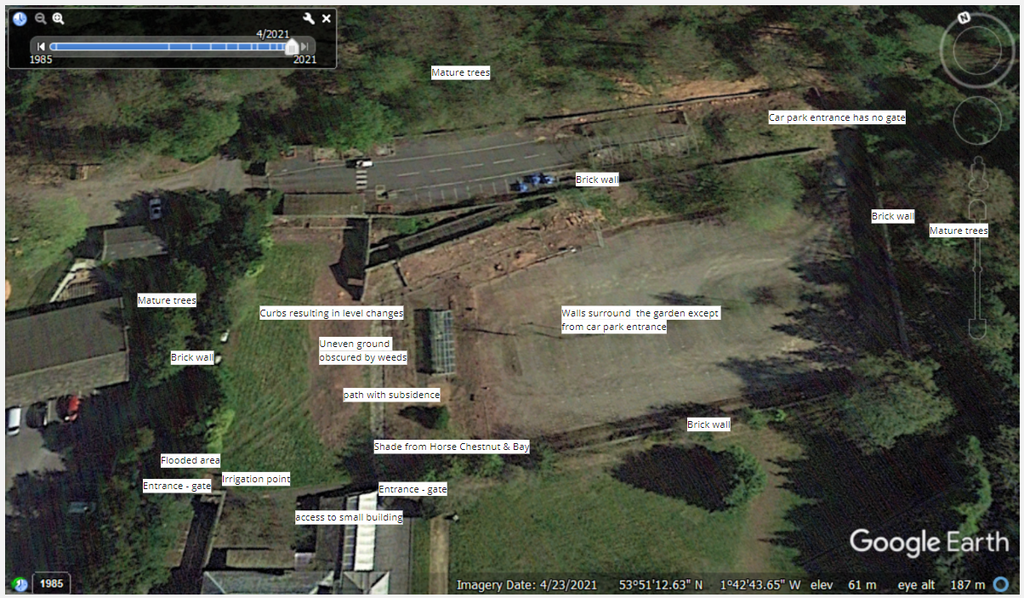 4/2021
1985
2021
N
Mature trees
Car park entrance has no gate
Brick wall
Brick wall
Mature trees
Mature trees
Curbs resulting in level changes
Walls surround the garden except
from car park entrance
Uneven ground
obscured by weeds
Brick wall
path with subsidence
Brick wall
Shade from Horse Chestnut & Bay
Flooded area
Irrigation point
Entrance - gate
Entrance - gate
access to small building
Google Earth
1985
Imagery Date: 4/23/2021 53°51'12.63" N 1°42'43.65" W elev 61 m eye alt 187 m